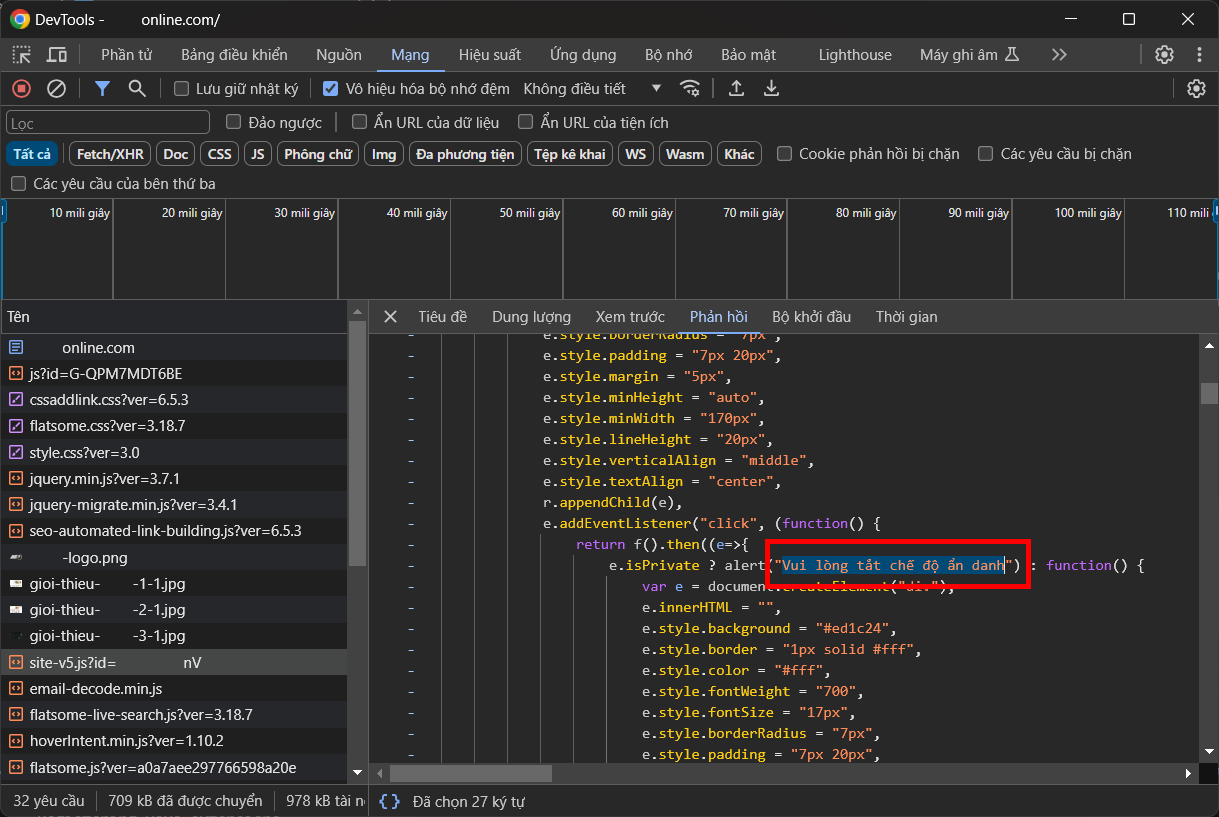 DevTools - online.com/
Phần tử Bảng điều khiển Nguồn Mạng Hiệu suất Ứng dụng Bộ nhớ Bảo mật Lighthouse Máy ghi âm
Lưu giữ nhật ký Vô hiệu hóa bộ nhớ đệm Không điều tiết
Lọc Đảo ngược Ẩn URL của dữ liệu Ẩn URL của tiện ích
Tất cả Fetch/XHR Doc CSS JS Phông chữ Img Đa phương tiện Tệp kê khai WS Wasm Khác Cookie phản hồi bị chặn Các yêu cầu bị chặn
Các yêu cầu của bên thứ ba
10 mili giây 20 mili giây 30 mili giây 40 mili giây 50 mili giây 60 mili giây 70 mili giây 80 mili giây 90 mili giây 100 mili giây 110 mili
Tên
online.com
js?id=G-QPM7MDT6BE
cssaddlink.css?ver=6.5.3
flatsome.css?ver=3.18.7
style.css?ver=3.0
jquery.min.js?ver=3.7.1
jquery-migrate.min.js?ver=3.4.1
seo-automated-link-building.js?ver=6.5.3
-logo.png
gioi-thieu- -1-1.jpg
gioi-thieu- -2-1.jpg
gioi-thieu- -3-1.jpg
site-v5.js?id= nV
email-decode.min.js
flatsome-live-search.js?ver=3.18.7
hoverIntent.min.js?ver=1.10.2
flatsome.js?ver=a0a7aee297766598a20e
32 yêu cầu 709 kB đã được chuyển 978 kB tài n
Tiêu đề Dung lượng Xem trước Phản hồi Bộ khởi đầu Thời gian
e.style.borderRadius = "7px",
- e.style.padding = "7px 20px",
- e.style.margin = "5px",
- e.style.minHeight = "auto",
- e.style.minWidth = "170px",
- e.style.lineHeight = "20px",
- e.style.verticalAlign = "middle",
- e.style.textAlign = "center",
- r.appendChild(e),
- e.addEventListener("click", (function() {
- return f().then((e=>{
- e.isPrivate ? alert("Vui lòng tắt chế độ ẩn danh") : function() {
- var e = document.createElement("div");
- e.innerHTML = "",
- e.style.background = "#ed1c24",
- e.style.border = "1px solid #fff",
- e.style.color = "#fff",
- e.style.fontWeight = "700",
- e.style.fontSize = "17px",
- e.style.borderRadius = "7px",
- e.style.padding = "7px 20px",
{} Đã chọn 27 ký tự